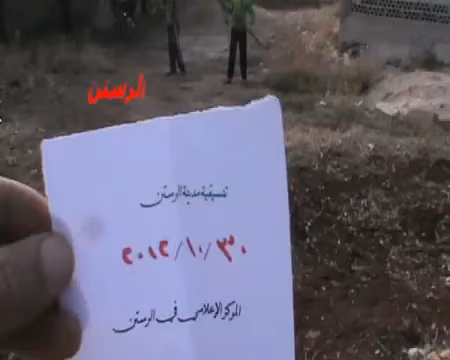 الرستن
تنسيقية مدينة الرستن
٢٠١٢/١٠/٣٠
المركز الإعلامي في الرستن